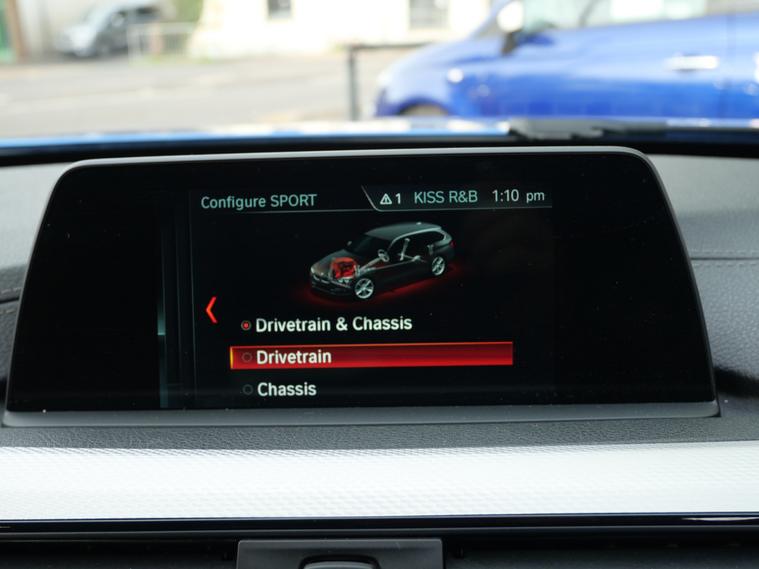 Configure SPORT
1 KISS R&B 1:10 pm
Drivetrain & Chassis
Drivetrain
Chassis